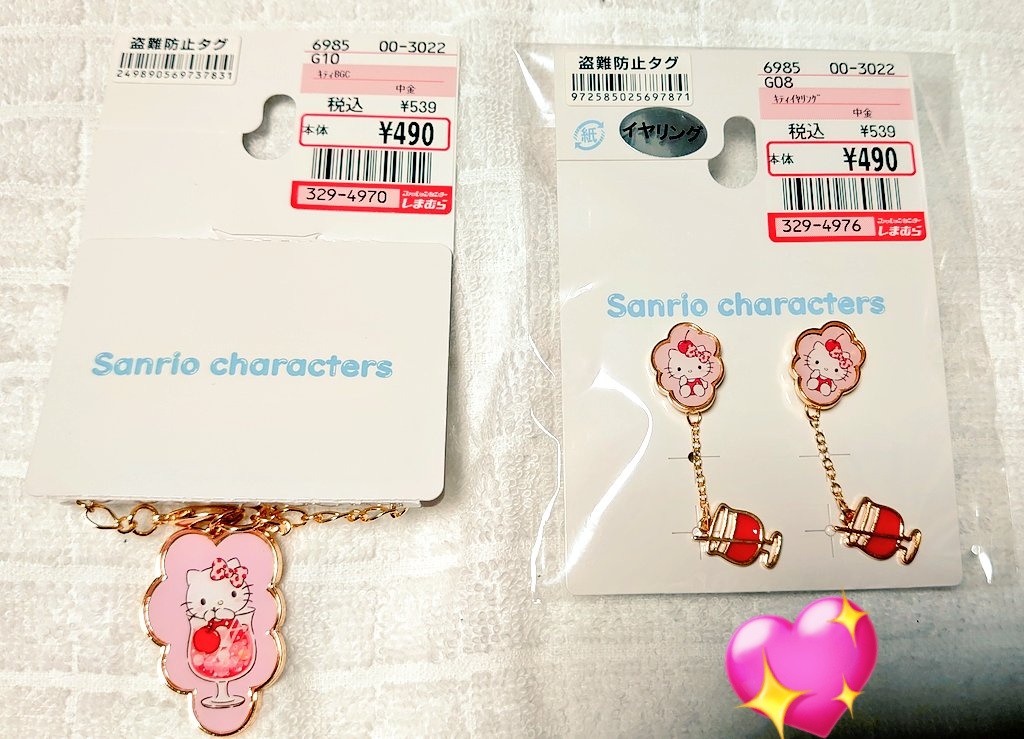 盗難防止タグ
249890569737831
6985 00-3022
G10
ｷﾃｨBGC
中金
税込 ¥539
本体 ¥490
329-4970
ファッションセンター
しまむら
Sanrio characters
盗難防止タグ
972585025697871
紙
イヤリング
6985 00-3022
G08
ｷﾃｨｲﾔﾘﾝｸﾞ
中金
税込 ¥539
本体 ¥490
329-4976
ファッションセンター
しまむら
Sanrio characters